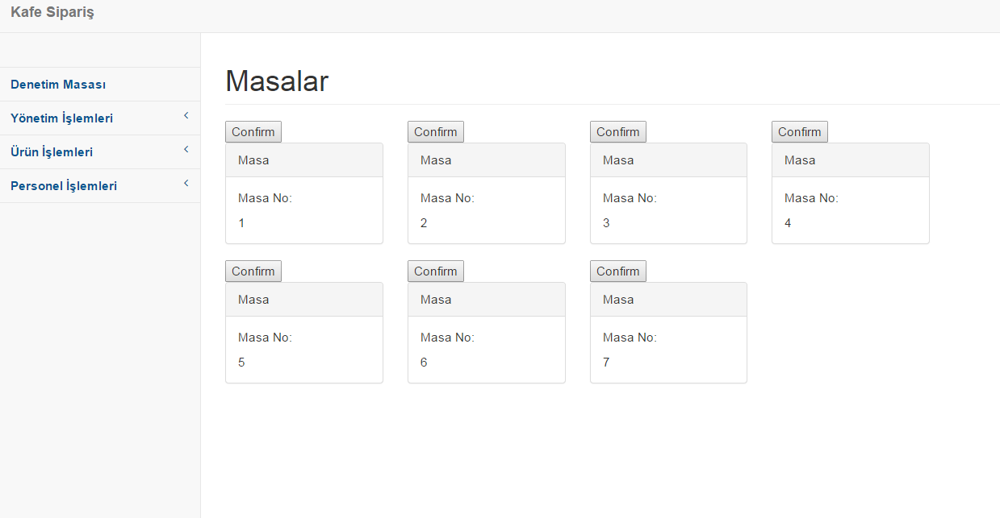 Kafe Sipariş
Denetim Masası
Yönetim İşlemleri
Ürün İşlemleri
Personel İşlemleri
Masalar
Confirm
Masa
Masa No:
1
Confirm
Masa
Masa No:
2
Confirm
Masa
Masa No:
3
Confirm
Masa
Masa No:
4
Confirm
Masa
Masa No:
5
Confirm
Masa
Masa No:
6
Confirm
Masa
Masa No:
7